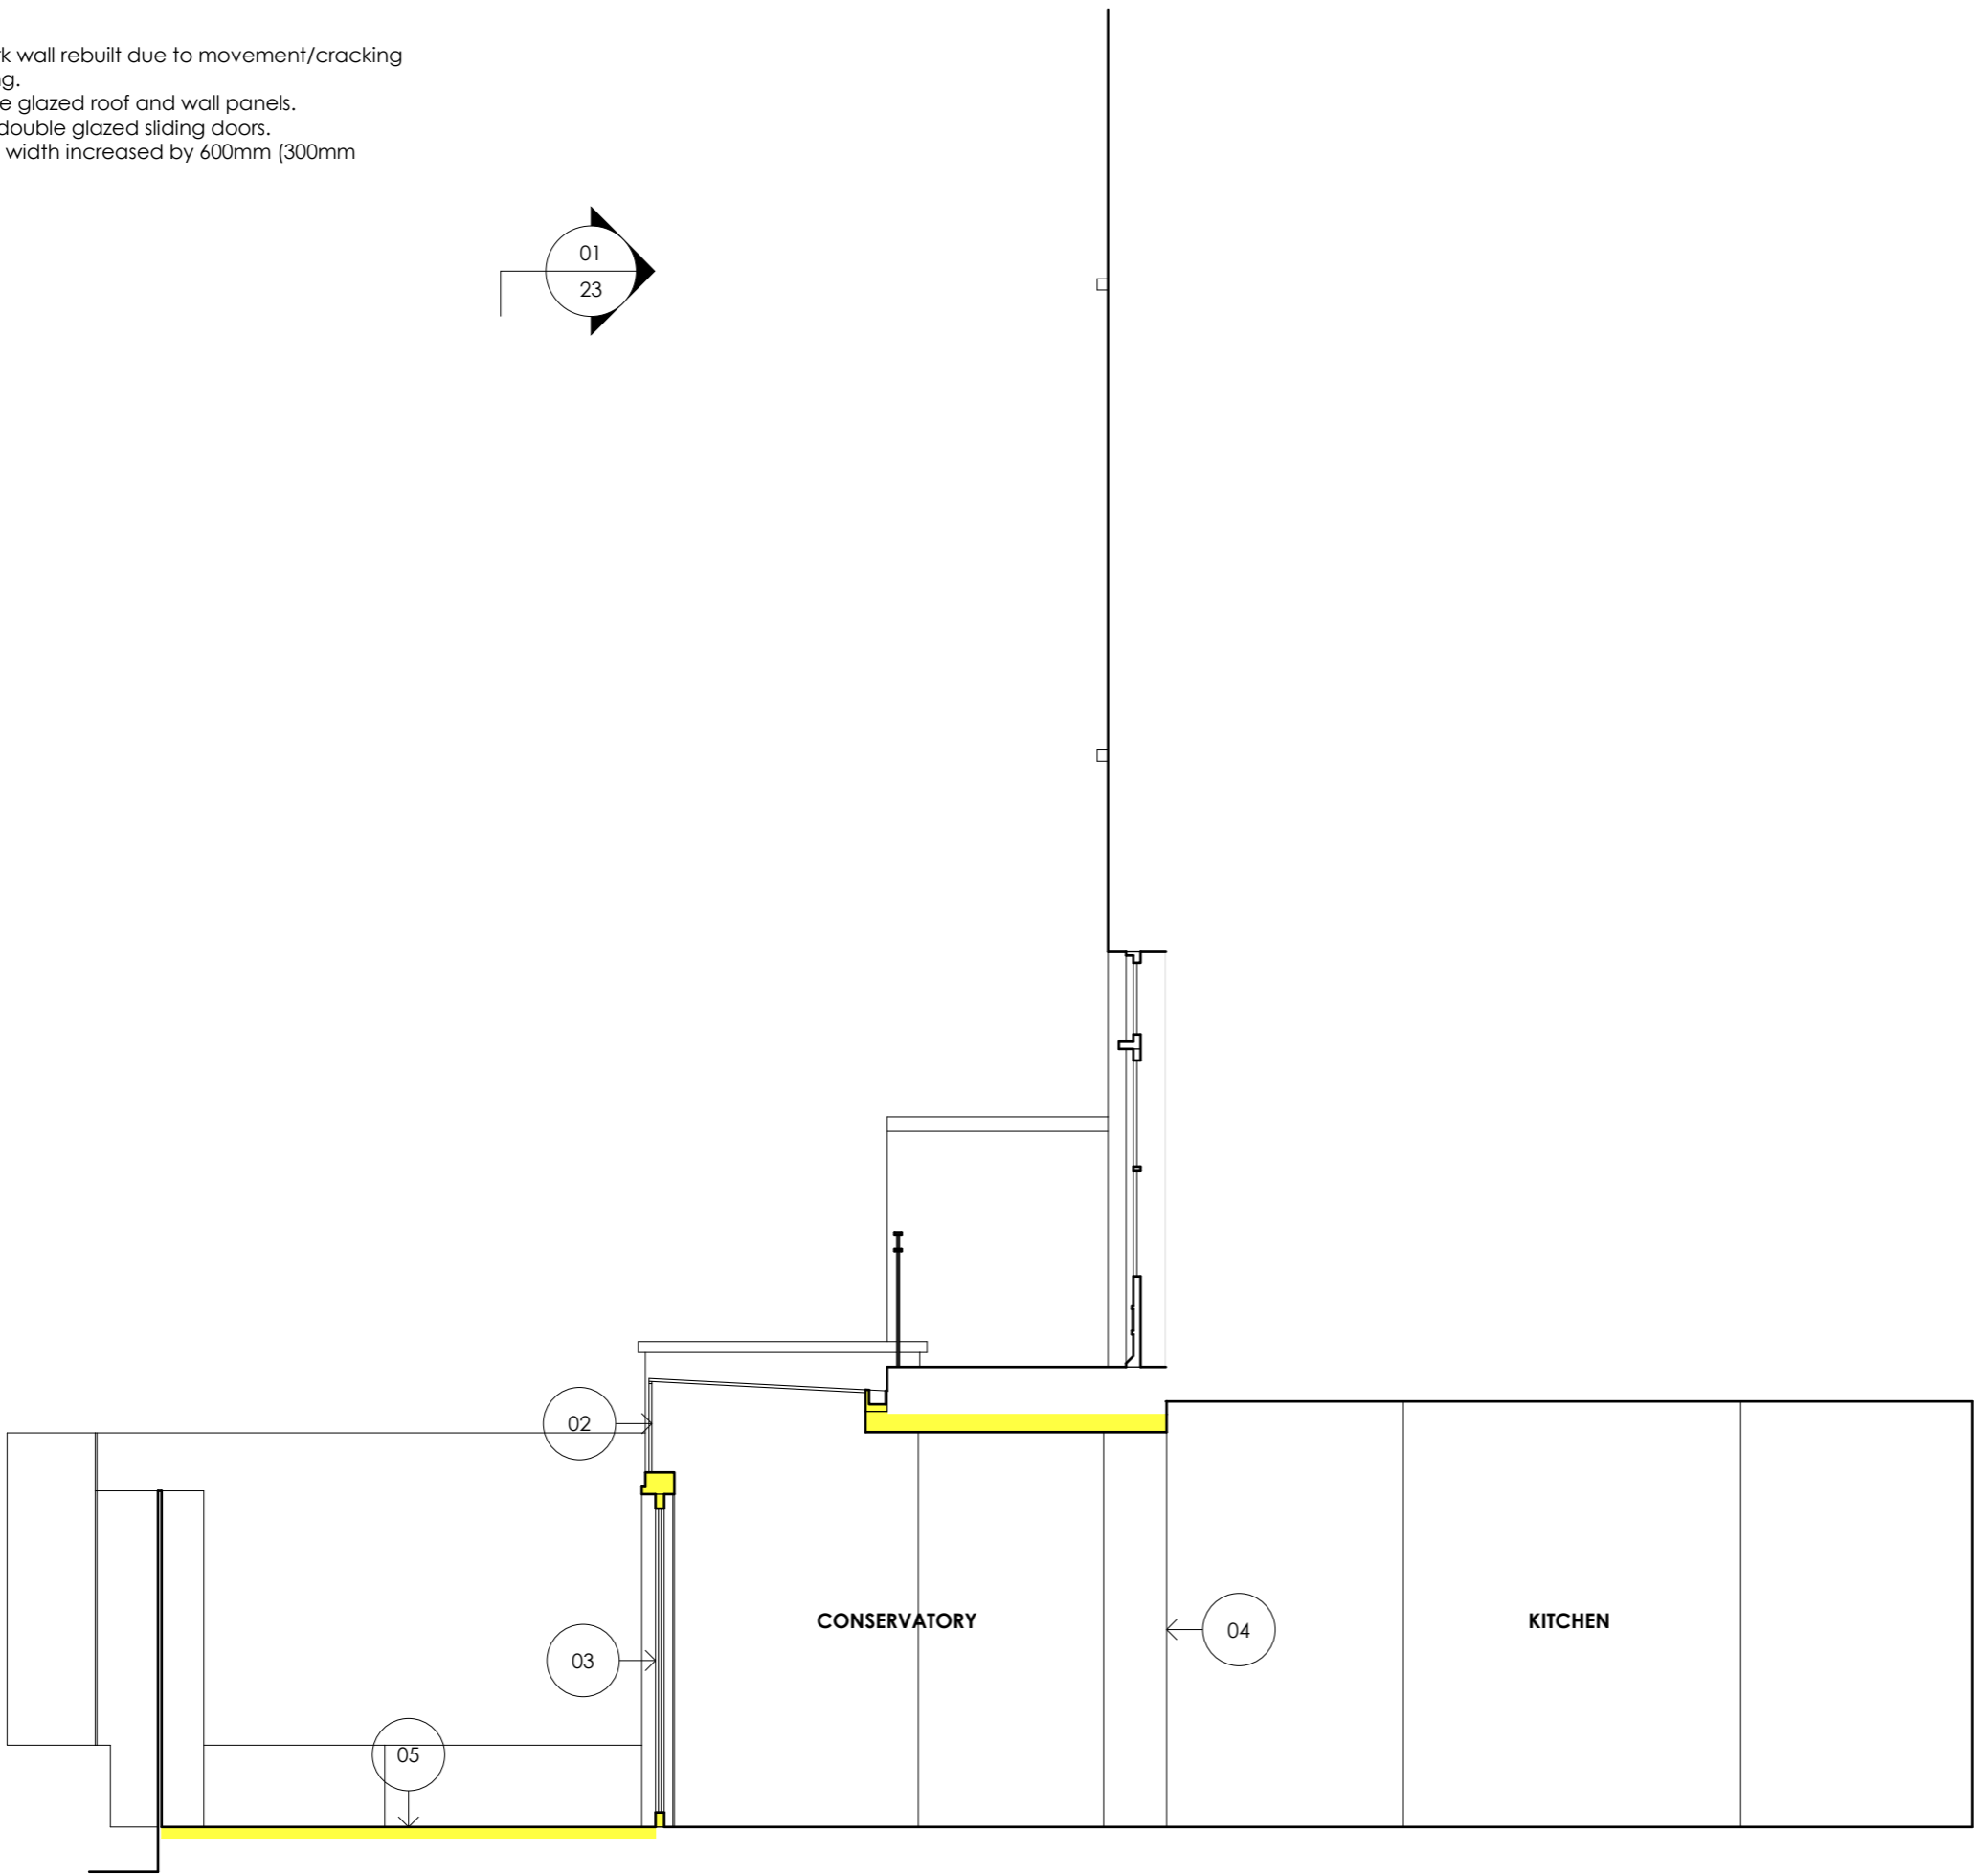 k wall rebuilt due to movement/cracking
g.
e glazed roof and wall panels.
double glazed sliding doors.
width increased by 600mm (300mm
01
23
02
CONSERVATORY
KITCHEN
04
03
05